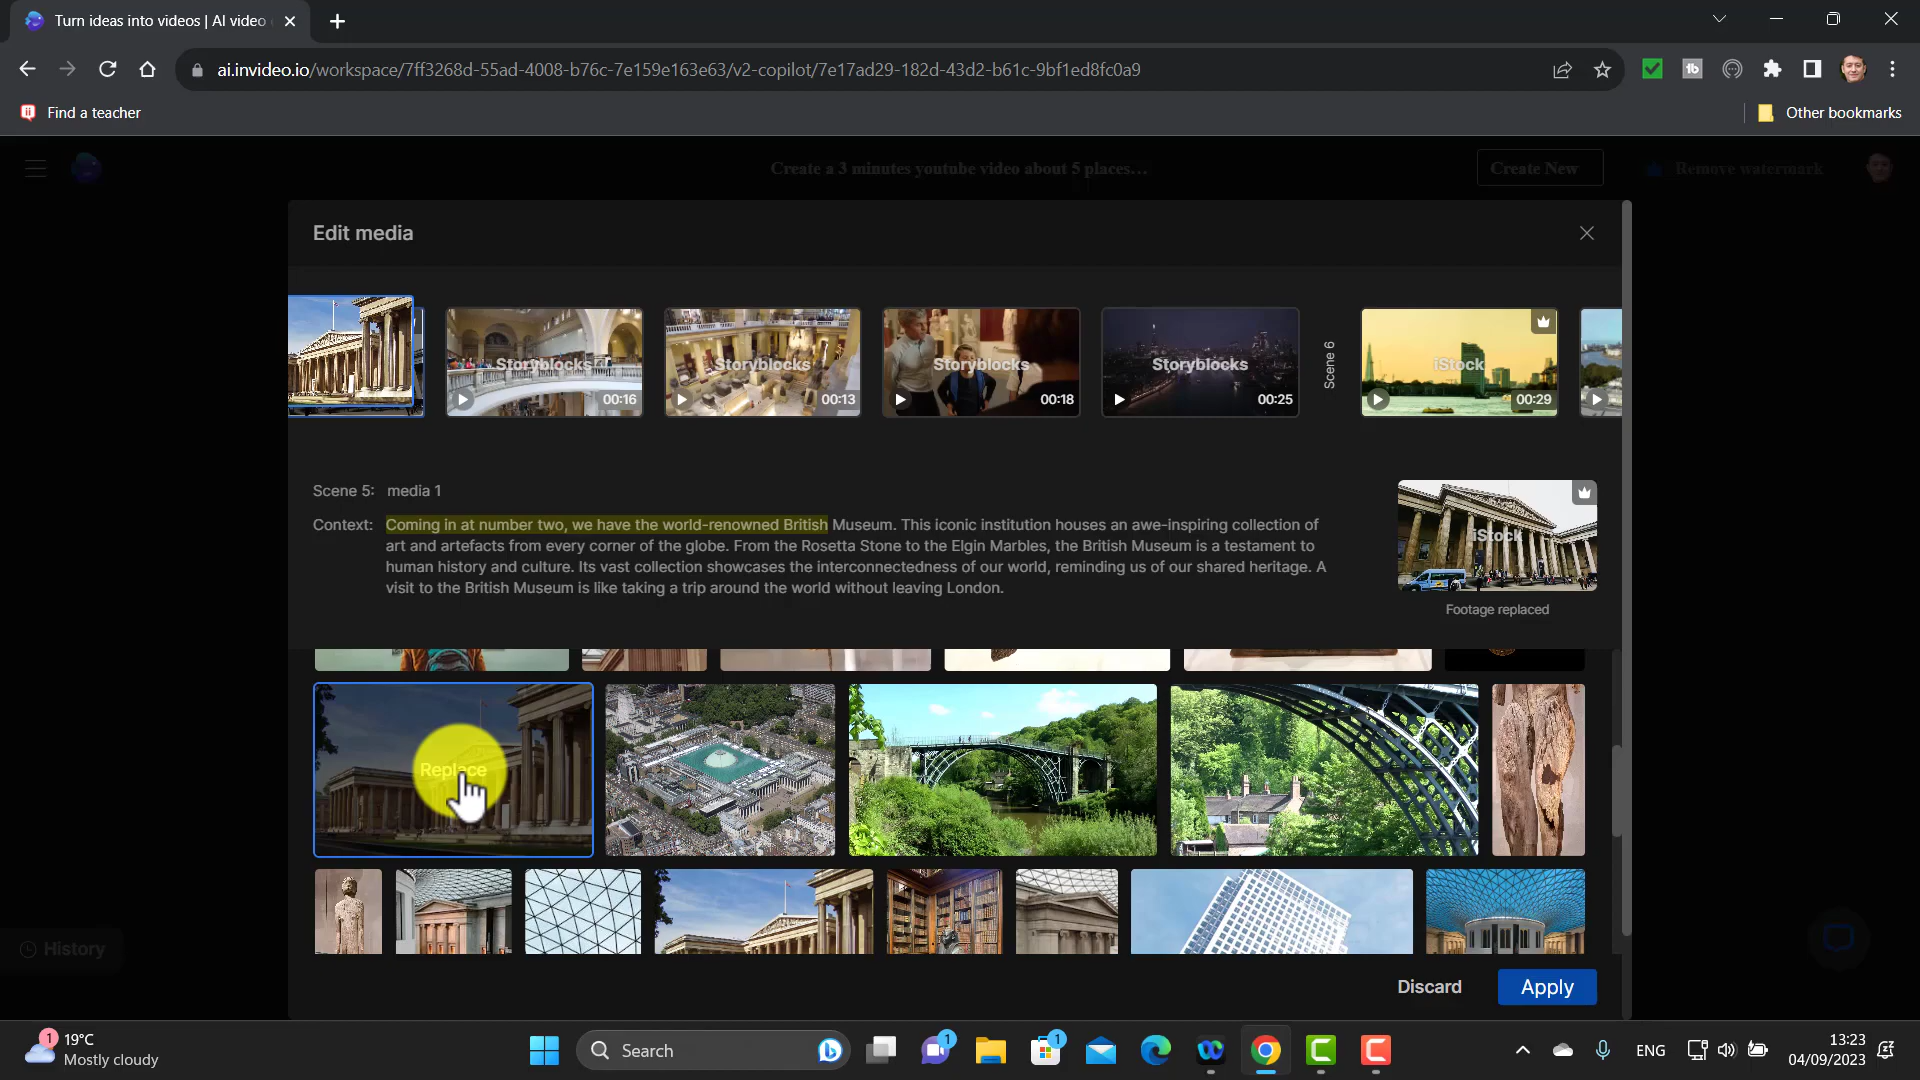 Turn ideas into videos | AI video
ai.invideo.io/workspace/7ff3268d-55ad-4008-b76c-7e159e163e63/v2-copilot/7e17ad29-182d-43d2-b61c-9bf1ed8fc0a9
Find a teacher
Other bookmarks
Create a 3 minutes youtube video about 5 places...
Create New
Remove watermark
Edit media
Storyblocks
00:16
Storyblocks
00:13
Storyblocks
00:18
Storyblocks
00:25
Scene 6
iStock
00:29
Scene 5: media 1
Context: Coming in at number two, we have the world-renowned British Museum. This iconic institution houses an awe-inspiring collection of
art and artefacts from every corner of the globe. From the Rosetta Stone to the Elgin Marbles, the British Museum is a testament to
human history and culture. Its vast collection showcases the interconnectedness of our world, reminding us of our shared heritage. A
visit to the British Museum is like taking a trip around the world without leaving London.
iStock
Footage replaced
Replace
History
Discard
Apply
1
19°C
Mostly cloudy
Search
1
1
ENG
13:23
04/09/2023